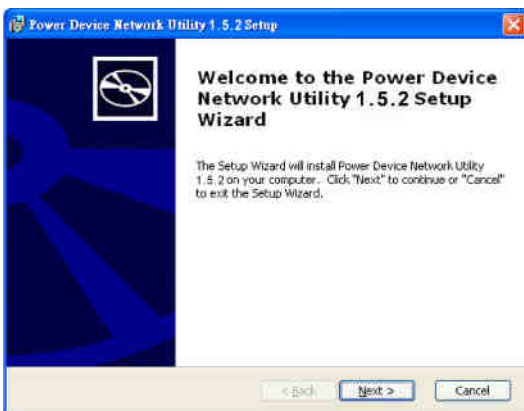 Power Device Network Utility 1.5.2 Setup
Welcome to the Power Device
Network Utility 1.5.2 Setup
Wizard
The Setup Wizard will install Power Device Network Utility
1.5.2 on your computer. Click "Next" to continue or "Cancel"
to exit the Setup Wizard.
< Back Next > Cancel